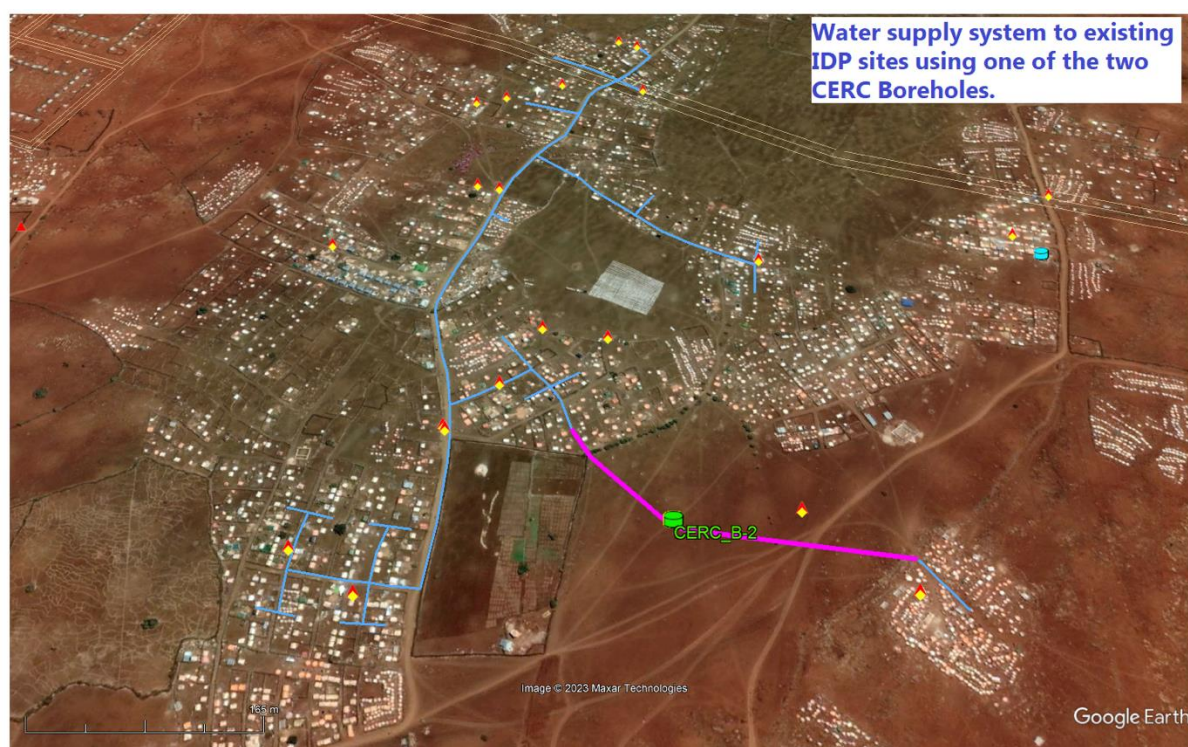 Water supply system to existing
IDP sites using one of the two
CERC Boreholes.
CERC_B-2
Image © 2023 Maxar Technologies
165 m
Google Earth